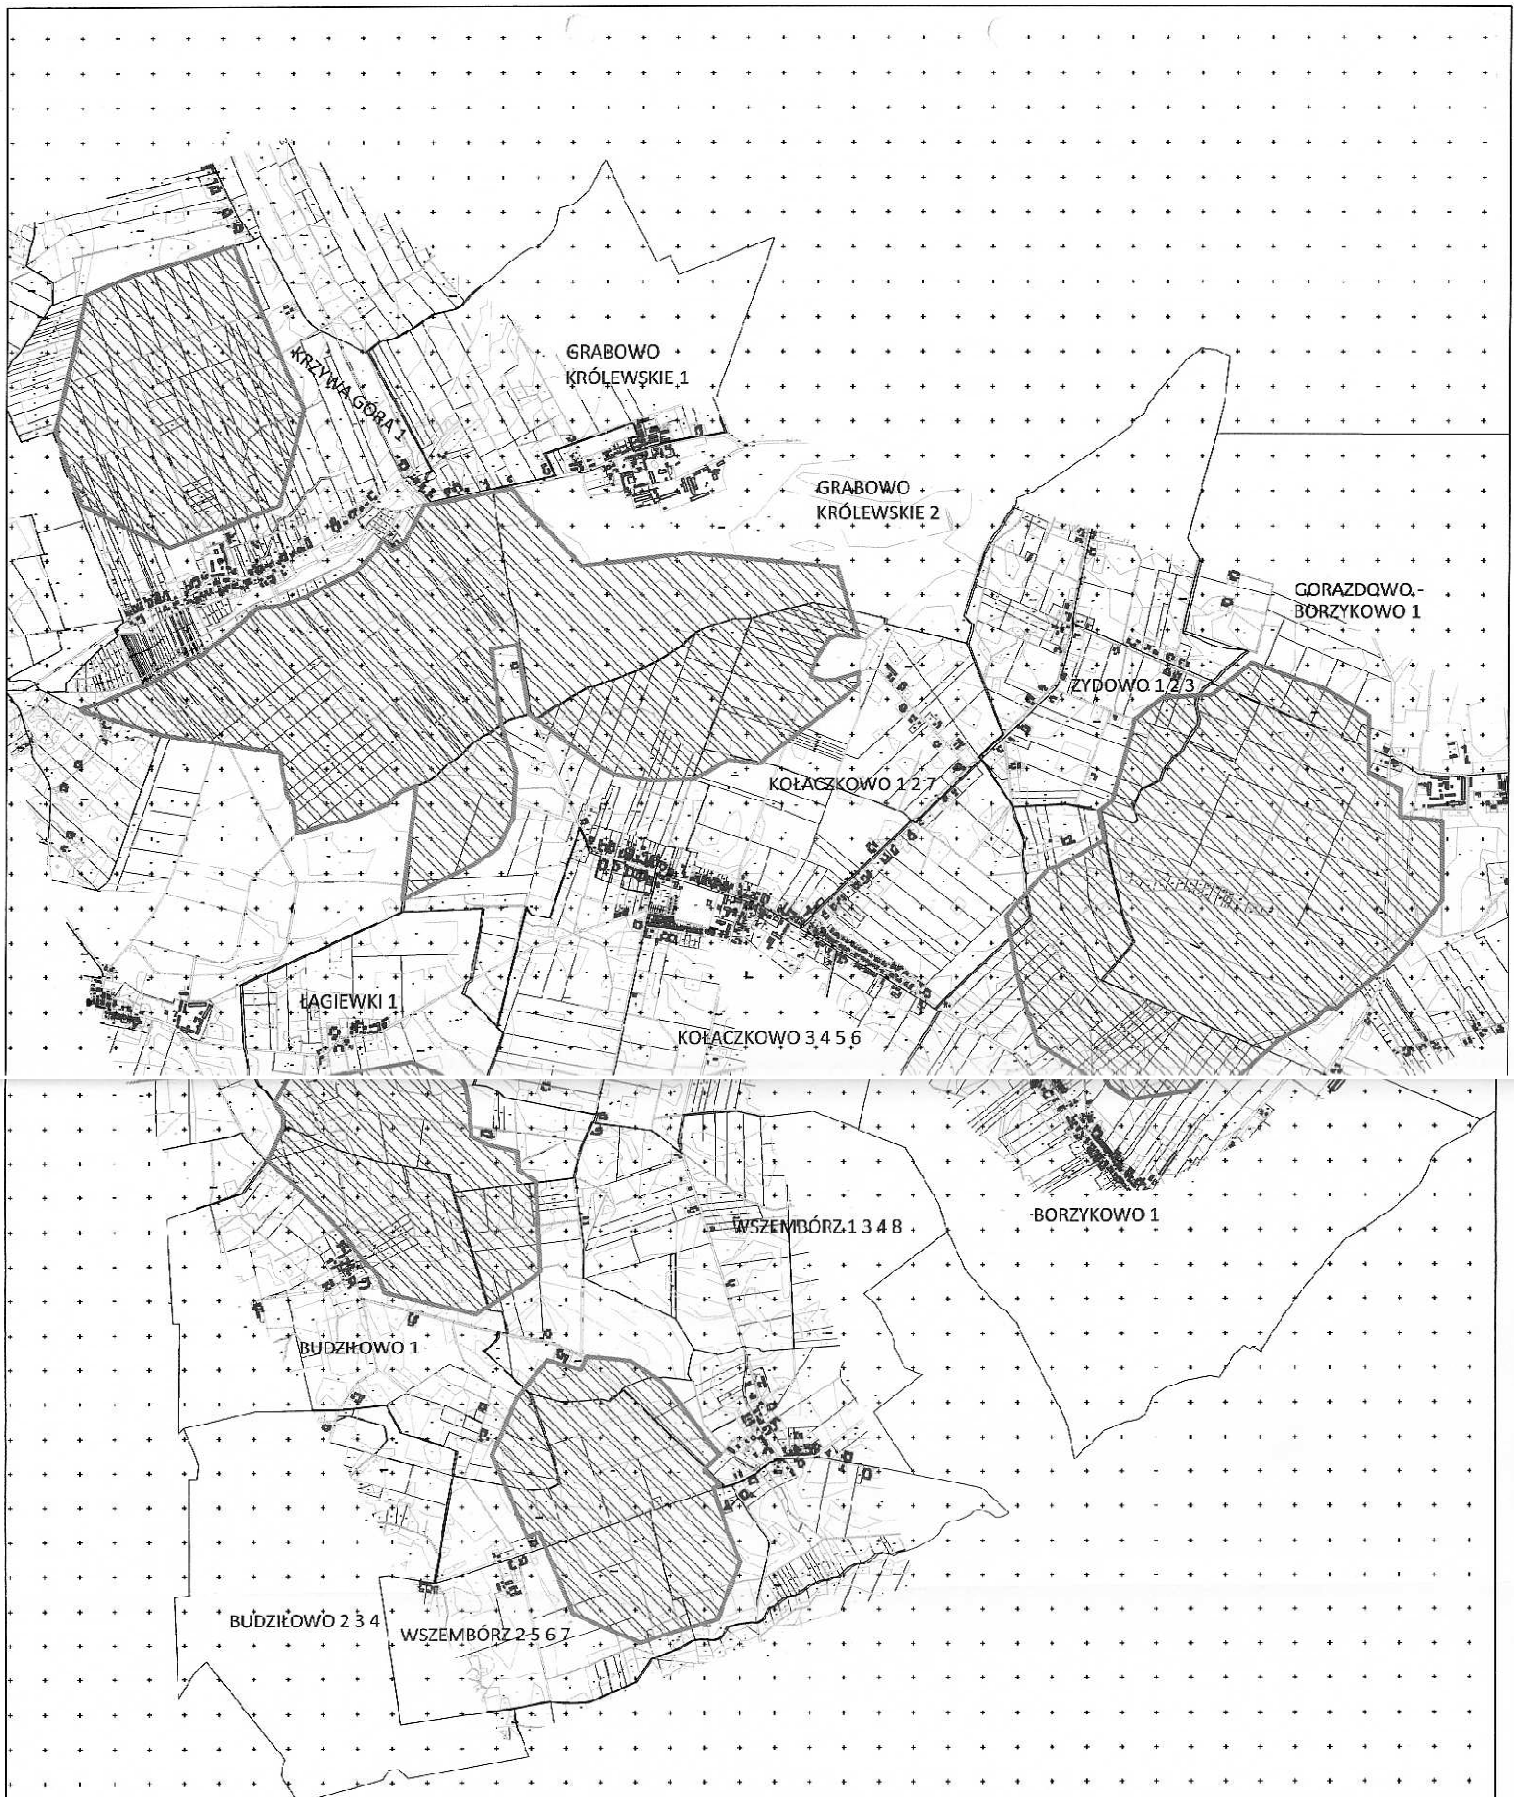 GRABOWO
KRÓLEWSKIE 1
KRZYWA GÓRA 1
GRABOWO
KRÓLEWSKIE 2
GORAZDOWO -
BORZYKOWO 1
ZYDOWO 1 2 3
KOŁACZKOWO 1 2 7
ŁAGIEWKI 1
KOŁACZKOWO 3 4 5 6
BORZYKOWO 1
WSZEMBÓRZ 1 3 4 8
BUDZIŁOWO 1
BUDZIŁOWO 2 3 4
WSZEMBÓRZ 2 5 6 7